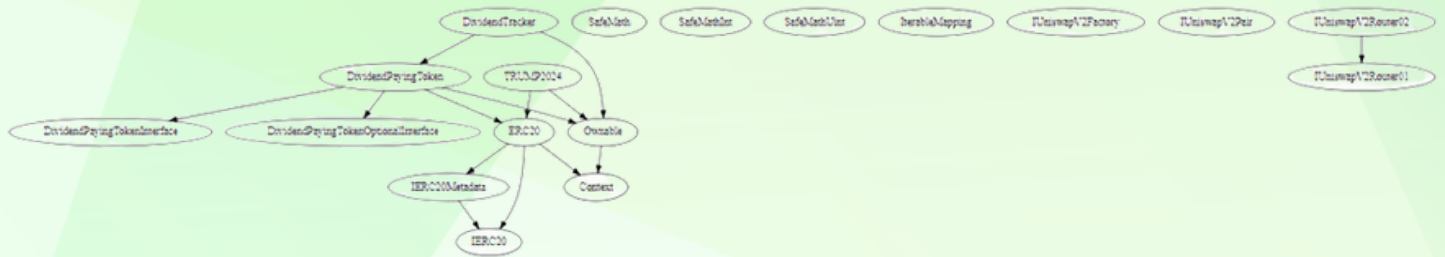 DividendTracker SafeMath SafeMathInt SafeMathUint IterableMapping IUniswapV2Factory IUniswapV2Pair IUniswapV2Router02
DividendPayingToken TRUMP2024 IUniswapV2Router01
DividendPayingTokenInterface DividendPayingTokenOptionalInterface ERC20 Ownable
IERC20Metadata Context
IERC20